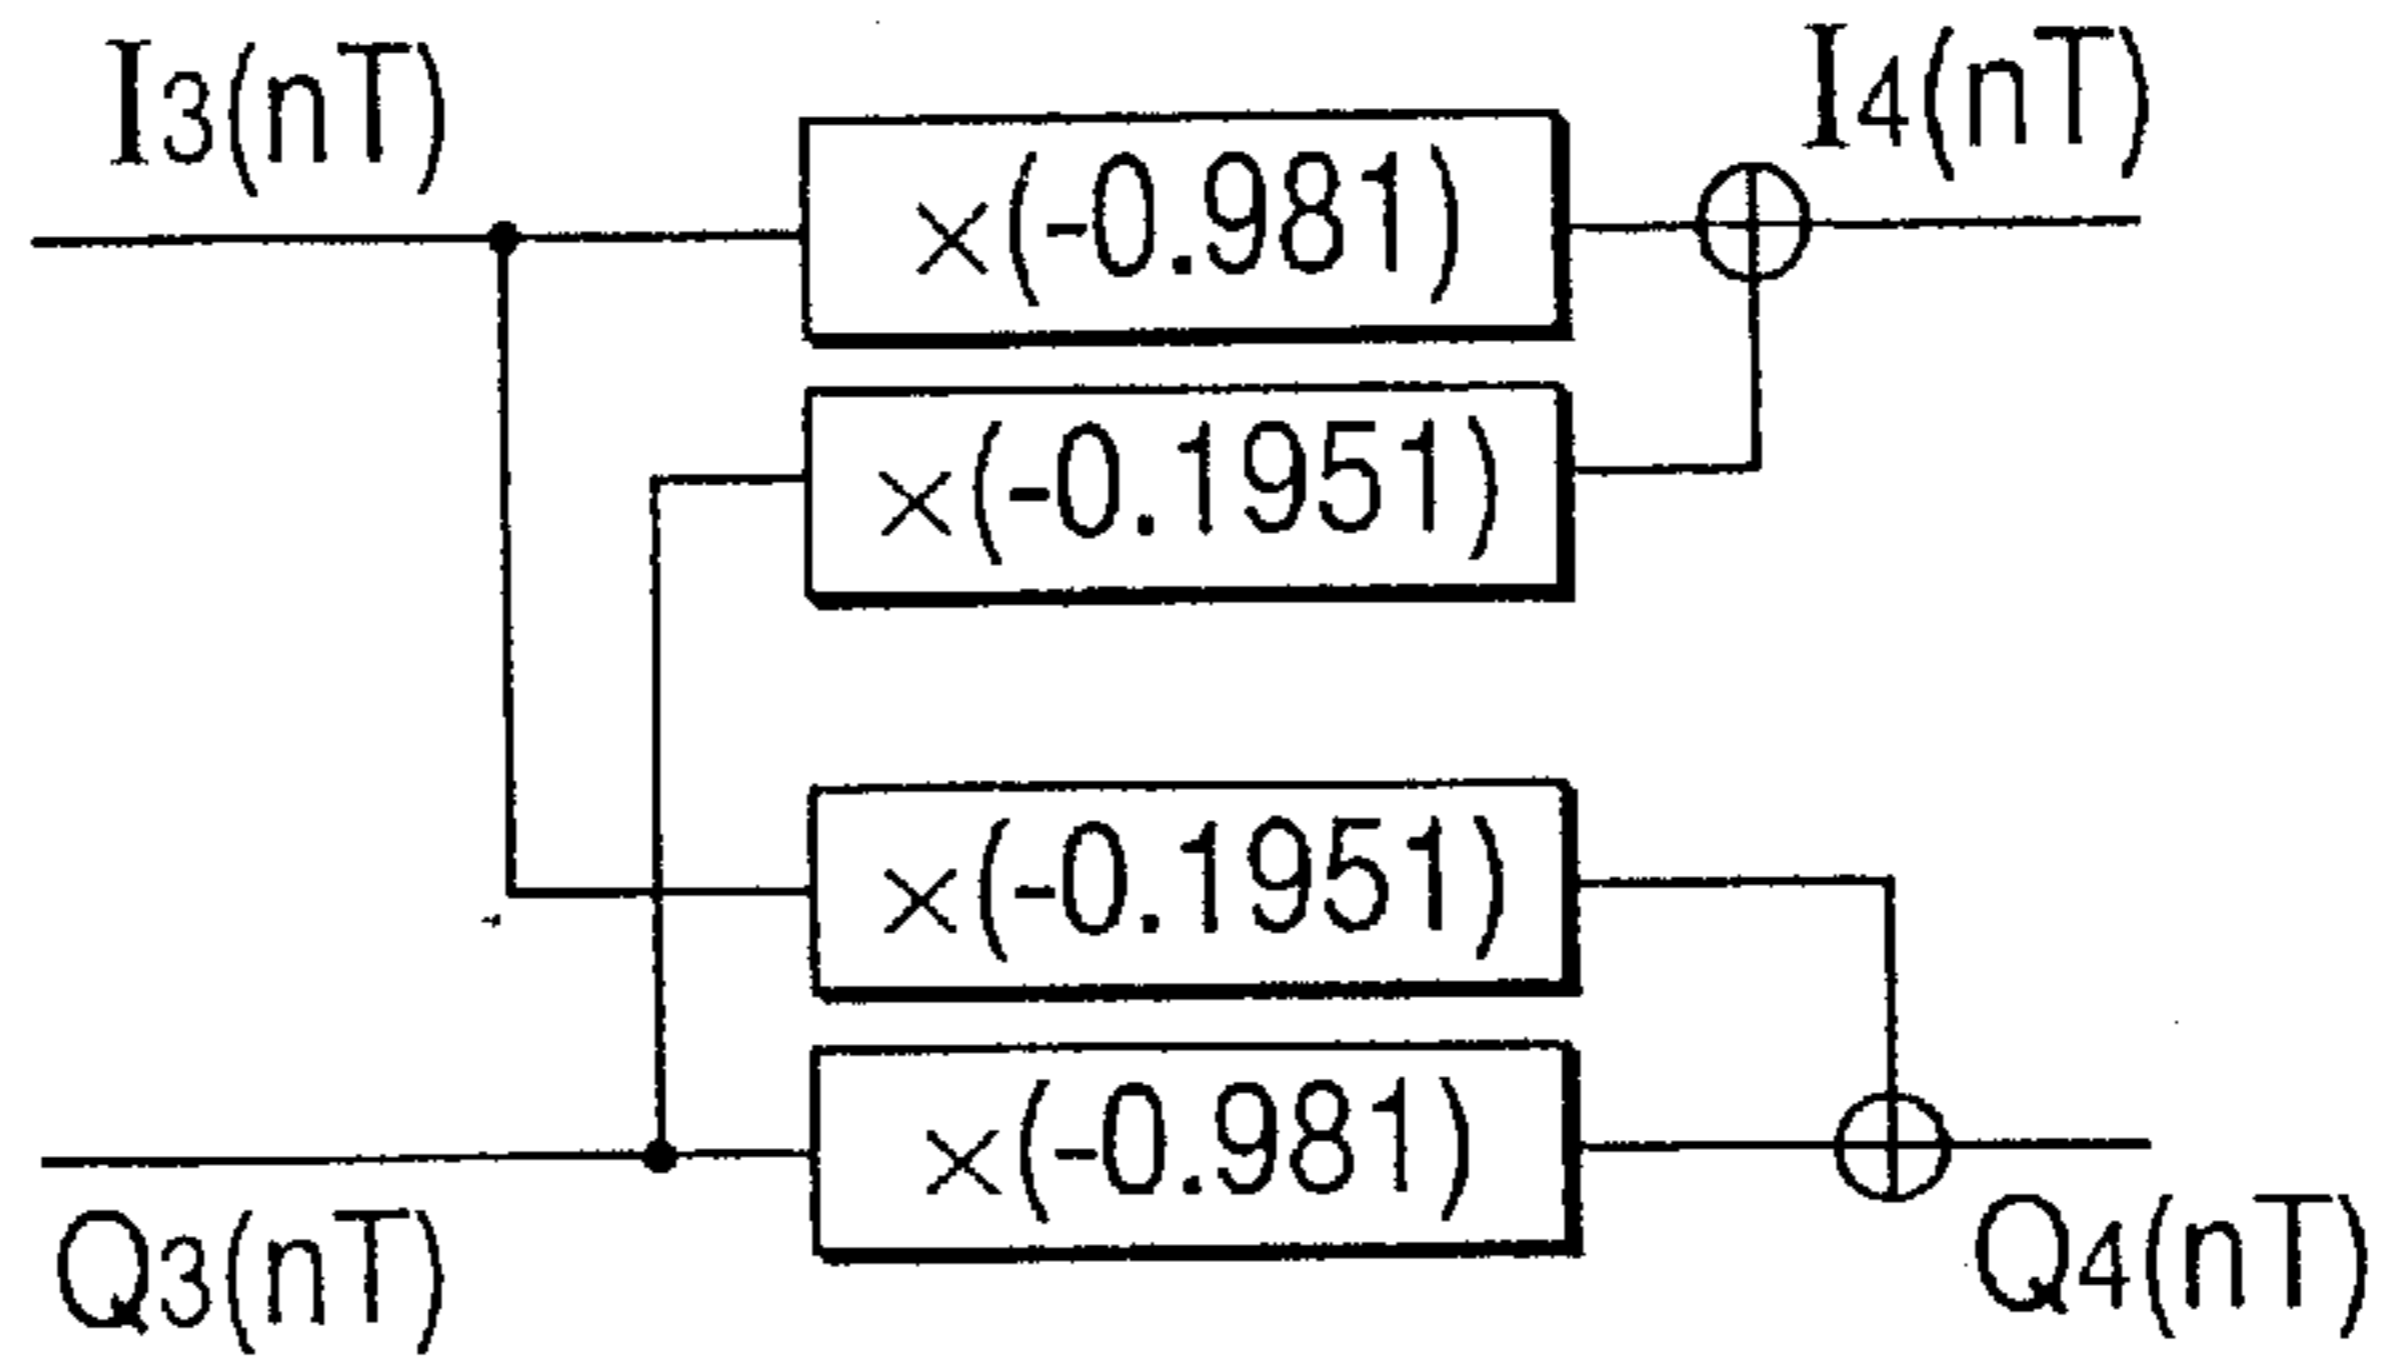 I3(nT)
I4(nT)
×(-0.981)
×(-0.1951)
×(-0.1951)
×(-0.981)
Q3(nT)
Q4(nT)